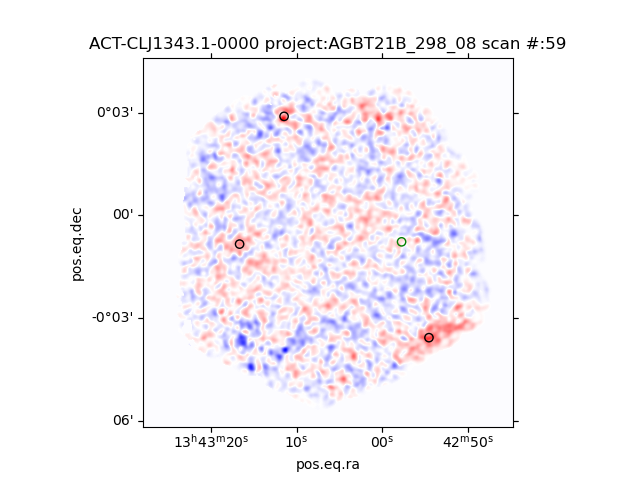 ACT-CLJ1343.1-0000 project:AGBT21B_298_08 scan #:59
pos.eq.dec
0°03'
00'
-0°03'
06'
13ʰ43ᵐ20ˢ 10ˢ 00ˢ 42ᵐ50ˢ
pos.eq.ra